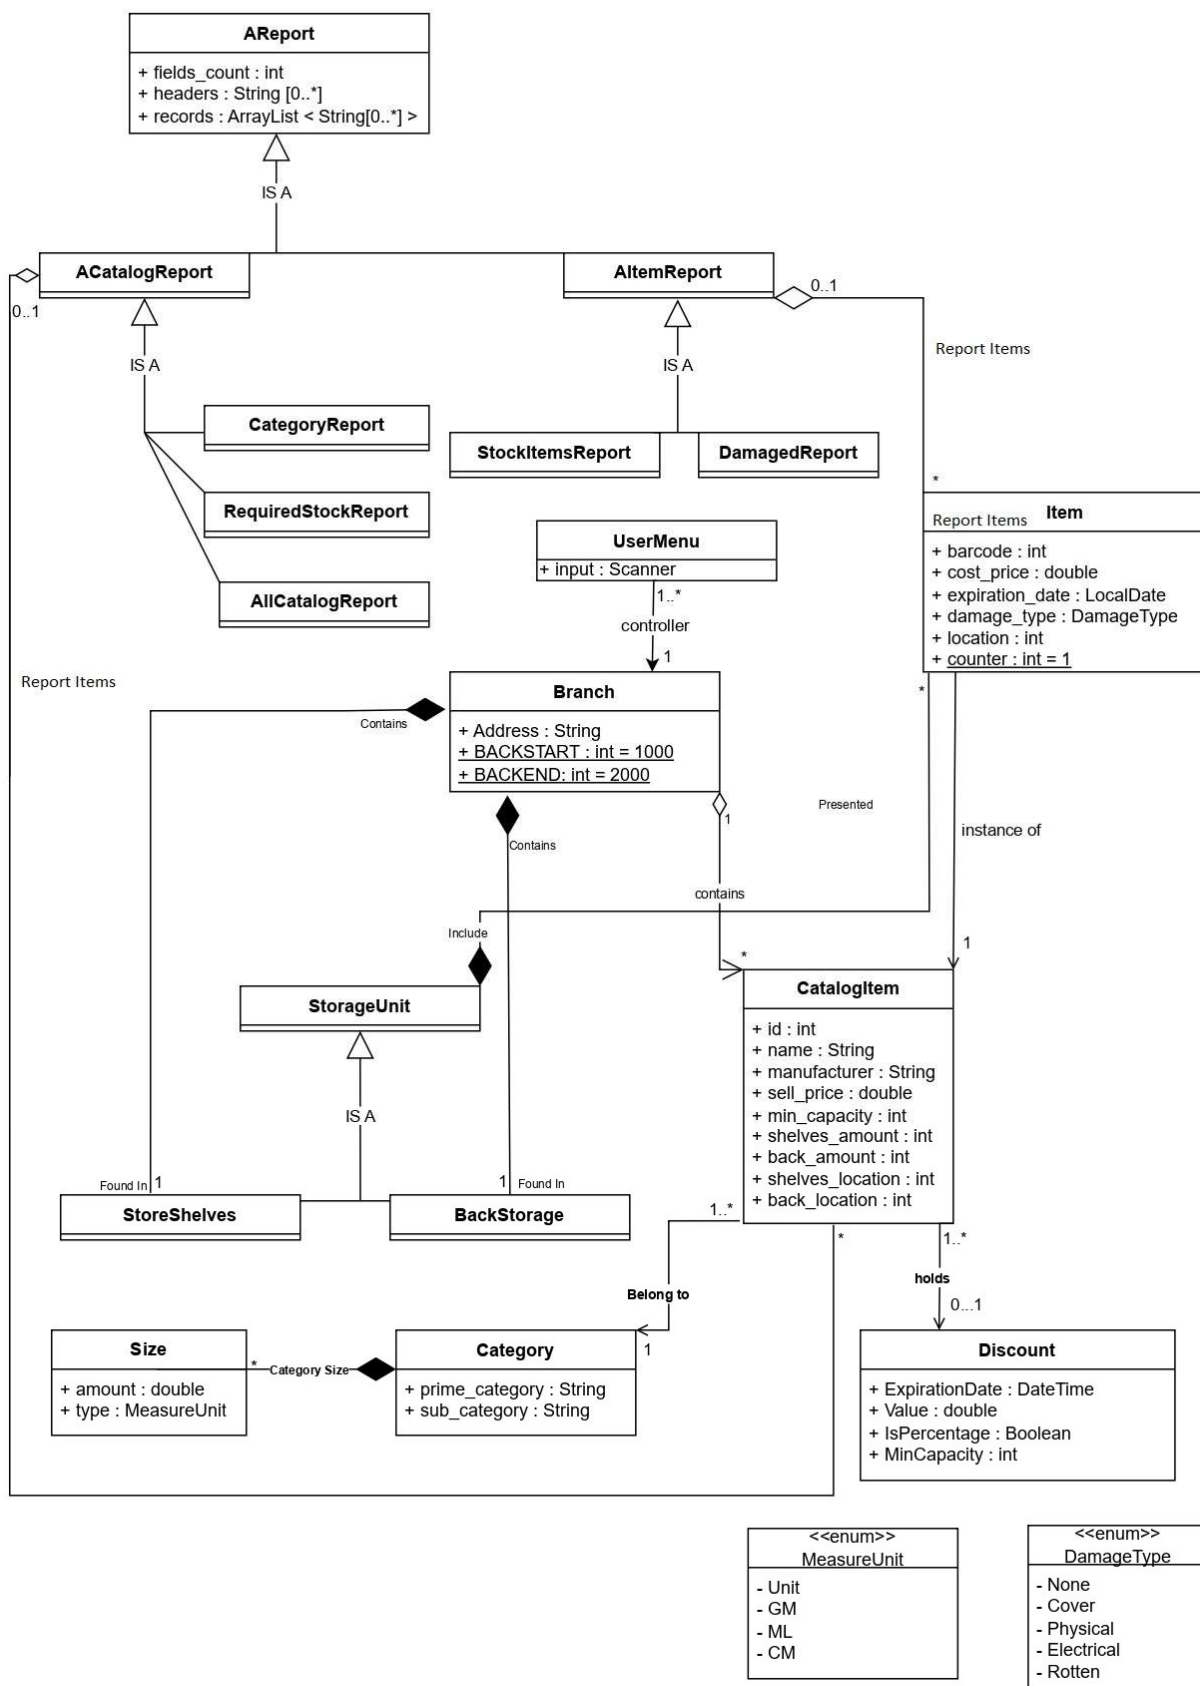 AReport
+ fields_count : int
+ headers : String [0..*]
+ records : ArrayList < String[0..*] >
IS A
ACatalogReport
AItemReport
0..1
0..1
Report Items
IS A
IS A
CategoryReport
StockItemsReport
DamagedReport
RequiredStockReport
AllCatalogReport
*
Report Items
Item
+ barcode : int
+ cost_price : double
+ expiration_date : LocalDate
+ damage_type : DamageType
+ location : int
+ counter : int = 1
UserMenu
+ input : Scanner
1..*
controller
1
Report Items
Branch
+ Address : String
+ BACKSTART : int = 1000
+ BACKEND: int = 2000
Contains
Contains
1
*
Presented
instance of
contains
Include
*
1
StorageUnit
IS A
CatalogItem
+ id : int
+ name : String
+ manufacturer : String
+ sell_price : double
+ min_capacity : int
+ shelves_amount : int
+ back_amount : int
+ shelves_location : int
+ back_location : int
Found In
1
1
Found In
StoreShelves
BackStorage
1..*
*
1..*
Belong to
holds
1
0...1
Size
+ amount : double
+ type : MeasureUnit
*
Category Size
Category
+ prime_category : String
+ sub_category : String
Discount
+ ExpirationDate : DateTime
+ Value : double
+ IsPercentage : Boolean
+ MinCapacity : int
<<enum>>
MeasureUnit
- Unit
- GM
- ML
- CM
<<enum>>
DamageType
- None
- Cover
- Physical
- Electrical
- Rotten